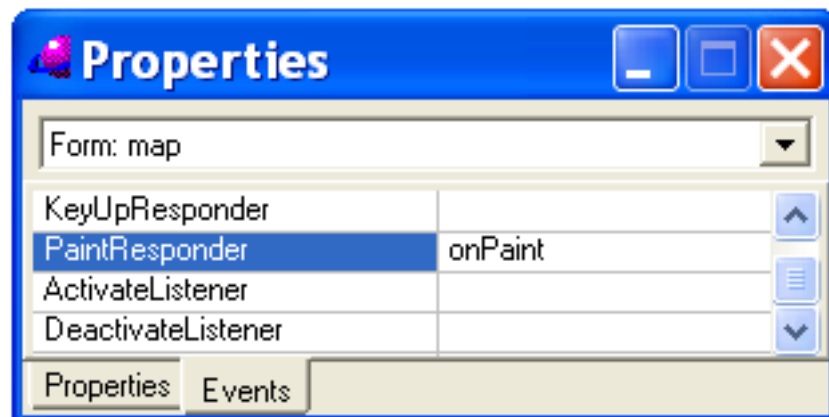 Properties
Form: map
KeyUpResponder
PaintResponder onPaint
ActivateListener
DeactivateListener
Properties Events